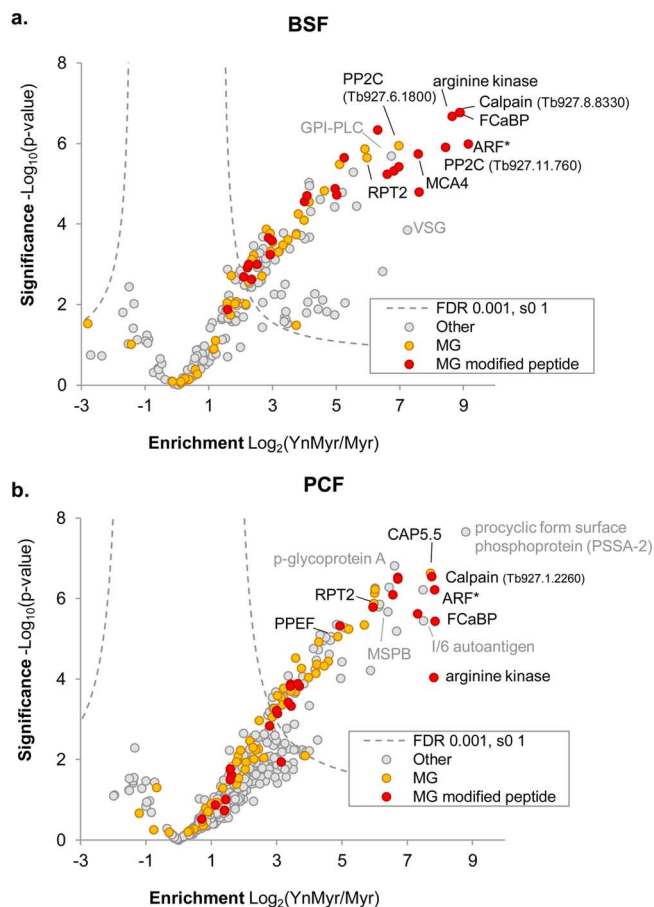 a.
BSF
Significance -Log10(p-value)
8
6
4
2
0
-3
-1
1
3
5
7
9
Enrichment Log2(YnMyr/Myr)
PP2C
(Tb927.6.1800)
arginine kinase
Calpain (Tb927.8.8330)
FCaBP
GPI-PLC
ARF*
PP2C
(Tb927.11.760)
RPT2
MCA4
VSG
FDR 0.001, s0 1
Other
MG
MG modified peptide
b.
PCF
Significance -Log10(p-value)
8
6
4
2
0
-3
-1
1
3
5
7
9
Enrichment Log2(YnMyr/Myr)
CAP5.5
procyclic form surface
phosphoprotein (PSSA-2)
p-glycoprotein A
Calpain (Tb927.1.2260)
RPT2
ARF*
PPEF
FCaBP
MSPB
I/6 autoantigen
arginine kinase
FDR 0.001, s0 1
Other
MG
MG modified peptide